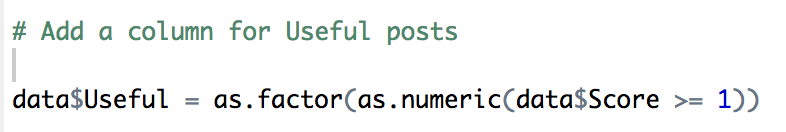 # Add a column for Useful posts
data$Useful = as.factor(as.numeric(data$Score >= 1))